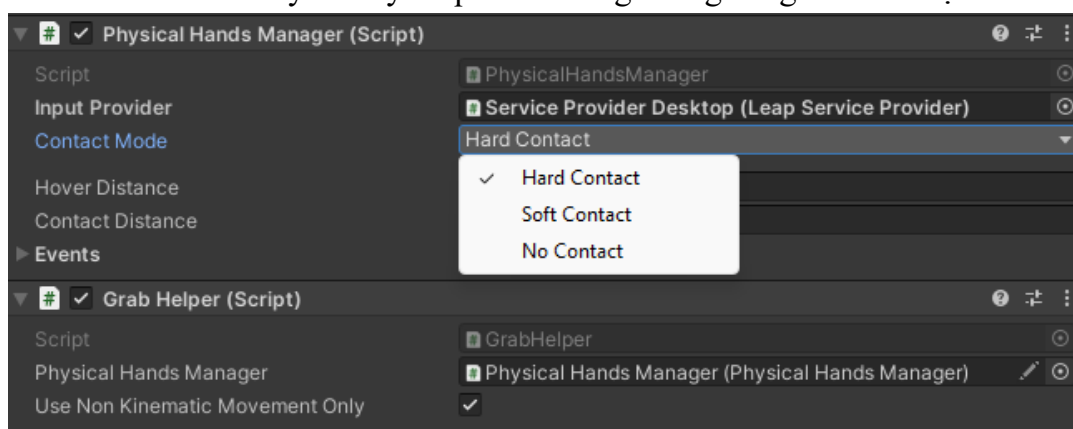 Physical Hands Manager (Script)
Script
PhysicalHandsManager
Input Provider
Service Provider Desktop (Leap Service Provider)
Contact Mode
Hard Contact
Hard Contact
Hover Distance
Soft Contact
Contact Distance
No Contact
Events
Grab Helper (Script)
Script
GrabHelper
Physical Hands Manager
Physical Hands Manager (Physical Hands Manager)
Use Non Kinematic Movement Only